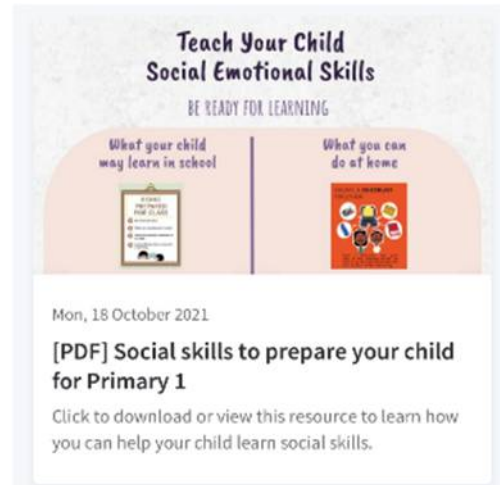 Teach Your Child
Social Emotional Skills
BE READY FOR LEARNING
What your child
way learn in school
What you can
do at home
Mon, 18 October 2021
[PDF] Social skills to prepare your child
for Primary 1
Click to download or view this resource to learn how
you can help your child learn social skills.